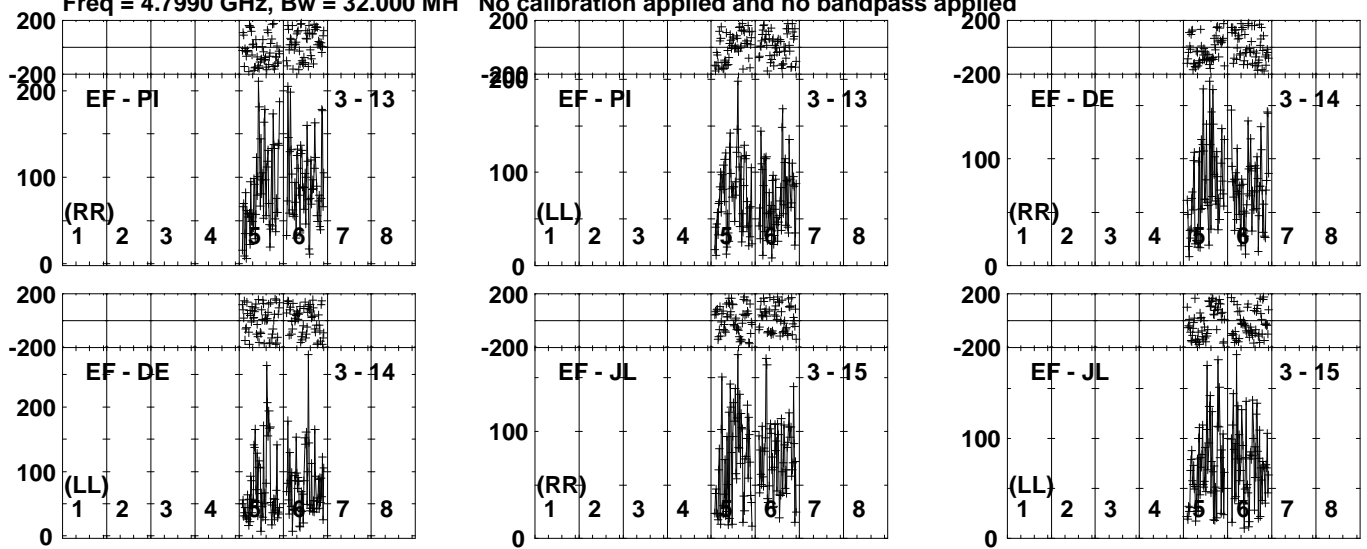 Freq = 4.7990 GHz, Bw = 32.000 MH No calibration applied and no bandpass applied
200
-200
200
EF - PI 3 - 13
100
(RR)
1 2 3 4 5 6 7 8
0
200
-200
200
EF - PI 3 - 13
100
(LL)
1 2 3 4 5 6 7 8
0
200
-200
EF - DE 3 - 14
100
(RR)
1 2 3 4 5 6 7 8
0
200
-200
EF - DE 3 - 14
200
100
(LL)
1 2 3 4 5 6 7 8
0
200
-200
EF - JL 3 - 15
100
(RR)
1 2 3 4 5 6 7 8
0
200
-200
EF - JL 3 - 15
100
(LL)
1 2 3 4 5 6 7 8
0